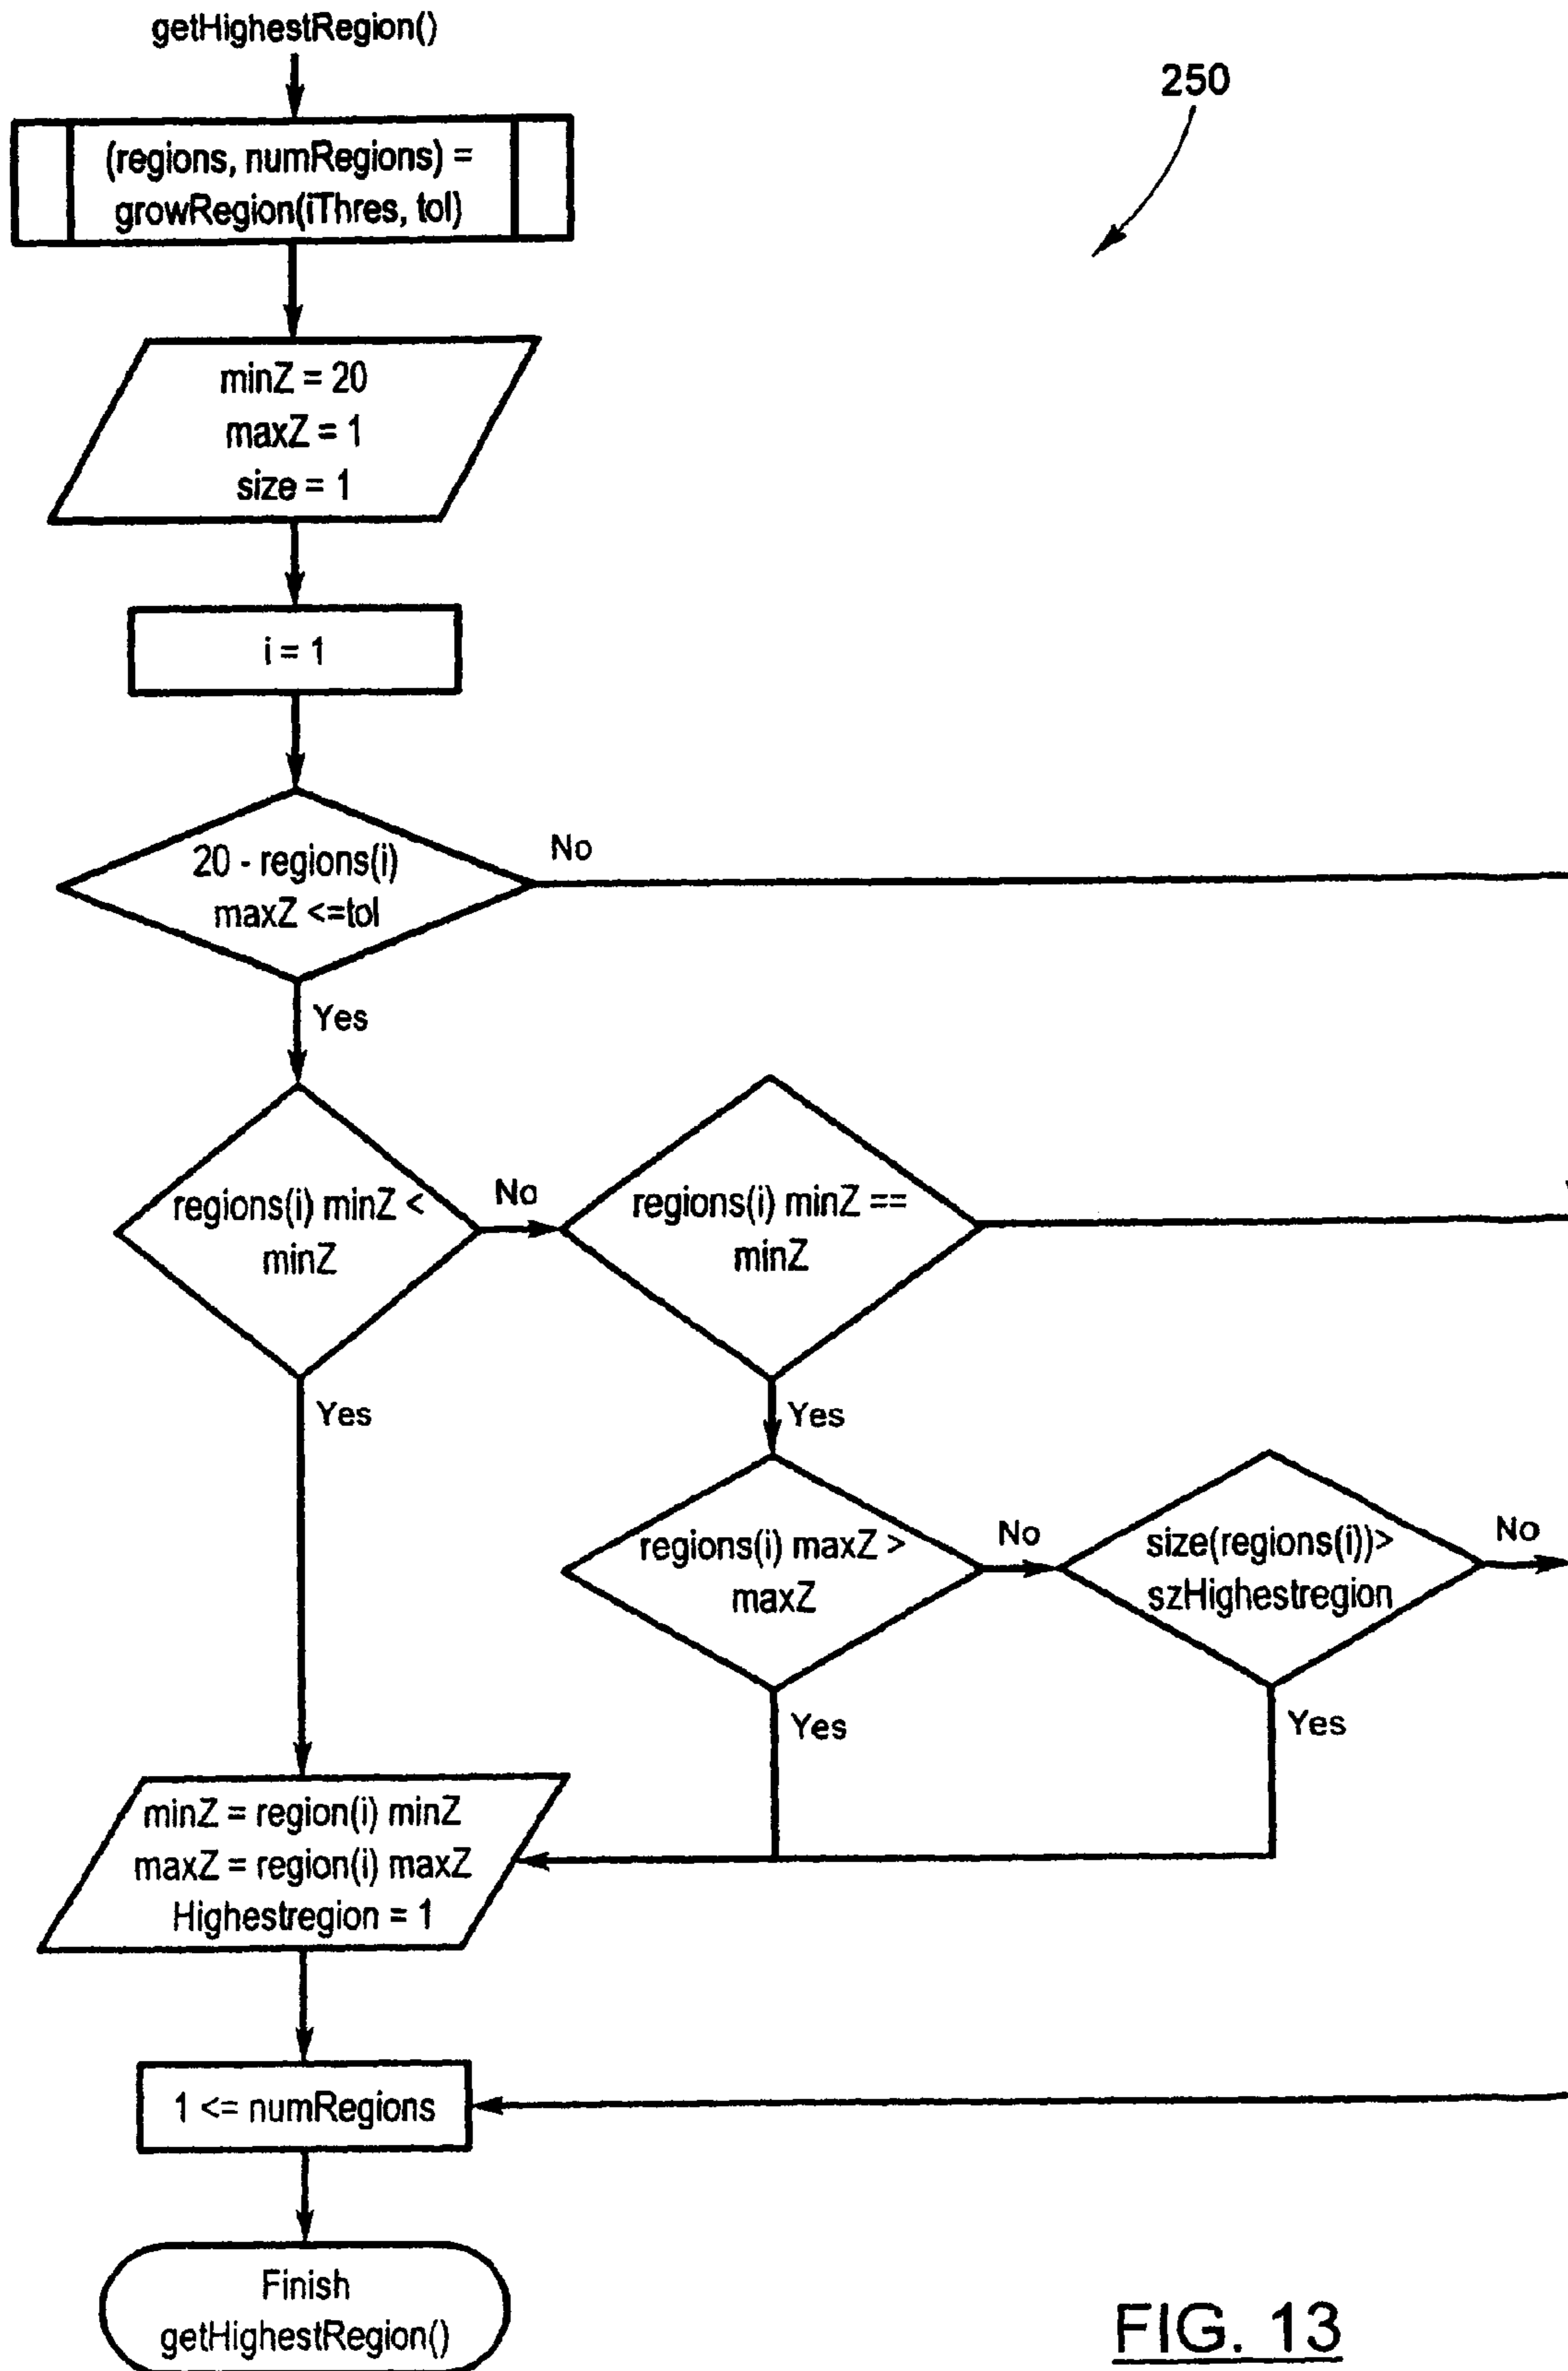 getHighestRegion()
250
(regions, numRegions) =
growRegion(iThres, tol)
minZ = 20
maxZ = 1
size = 1
i = 1
20 - regions(i)
maxZ <=tol
No
Yes
regions(i) minZ <
minZ
No
regions(i) minZ ==
minZ
Yes
Yes
regions(i) maxZ >
maxZ
No
size(regions(i))>
szHighestregion
No
Yes
Yes
minZ = region(i) minZ
maxZ = region(i) maxZ
Highestregion = 1
1 <= numRegions
Finish
getHighestRegion()
FIG. 13